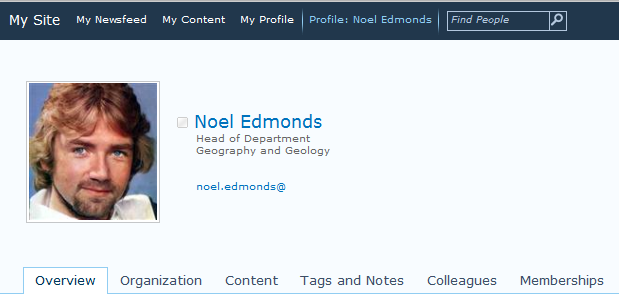 My Site My Newsfeed My Content My Profile Profile: Noel Edmonds Find People
Noel Edmonds
Head of Department
Geography and Geology
noel.edmonds@
Overview Organization Content Tags and Notes Colleagues Memberships